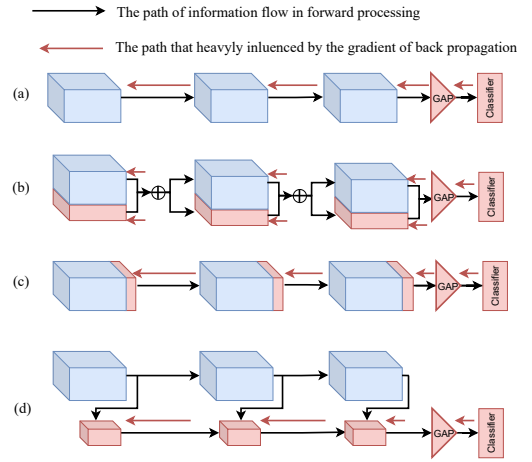 The path of information flow in forward processing
The path that heavyly inluenced by the gradient of back propagation
(a)
GAP
Classifier
(b)
GAP
Classifier
(c)
GAP
Classifier
(d)
GAP
Classifier